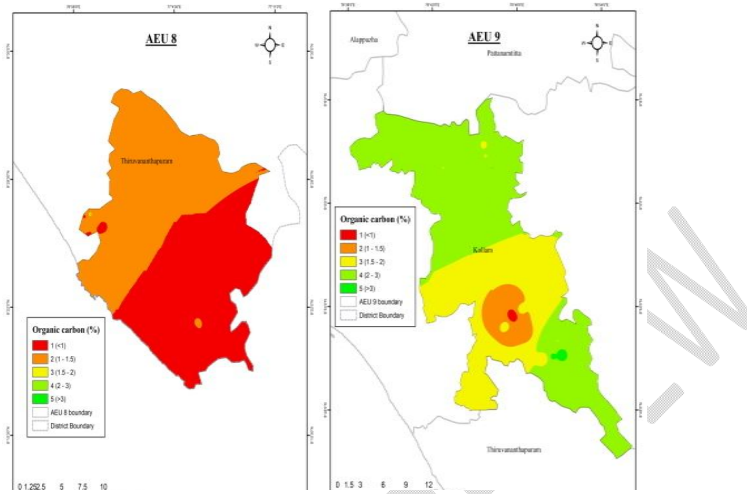 AEU 8
N
S
Thiruvananthapuram
Organic carbon (%)
1 (<1)
2 (1 - 1.5)
3 (1.5 - 2)
4 (2 - 3)
5 (>3)
AEU 8 boundary
District Boundary
0 1.25 2.5 5 7.5 10
AEU 9
N
S
Alappuzha
Pattanamtitta
Organic carbon (%)
1 (<1)
2 (1 - 1.5)
3 (1.5 - 2)
4 (2 - 3)
5 (>3)
AEU 9 boundary
District Boundary
Kollam
Thiruvananthapuram
0 1.5 3 6 9 12